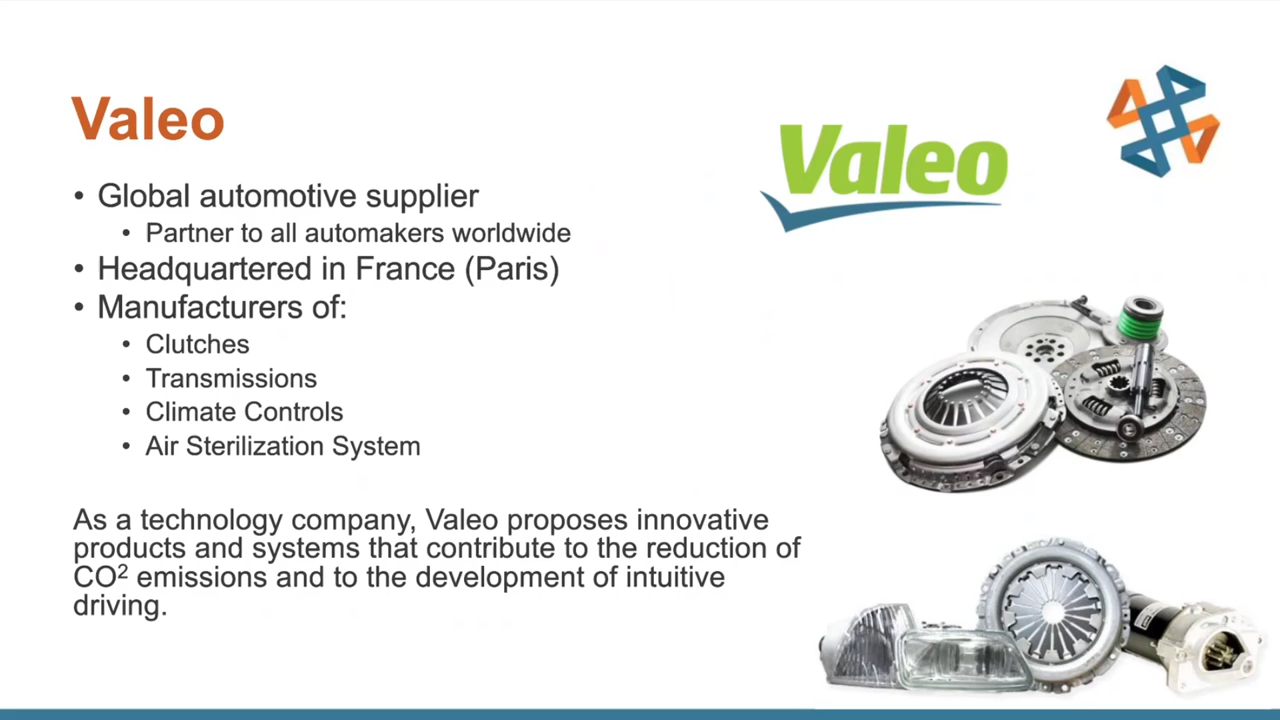 Valeo
Valeo
• Global automotive supplier
• Partner to all automakers worldwide
• Headquartered in France (Paris)
• Manufacturers of:
• Clutches
• Transmissions
• Climate Controls
• Air Sterilization System
As a technology company, Valeo proposes innovative
products and systems that contribute to the reduction of
CO² emissions and to the development of intuitive
driving.